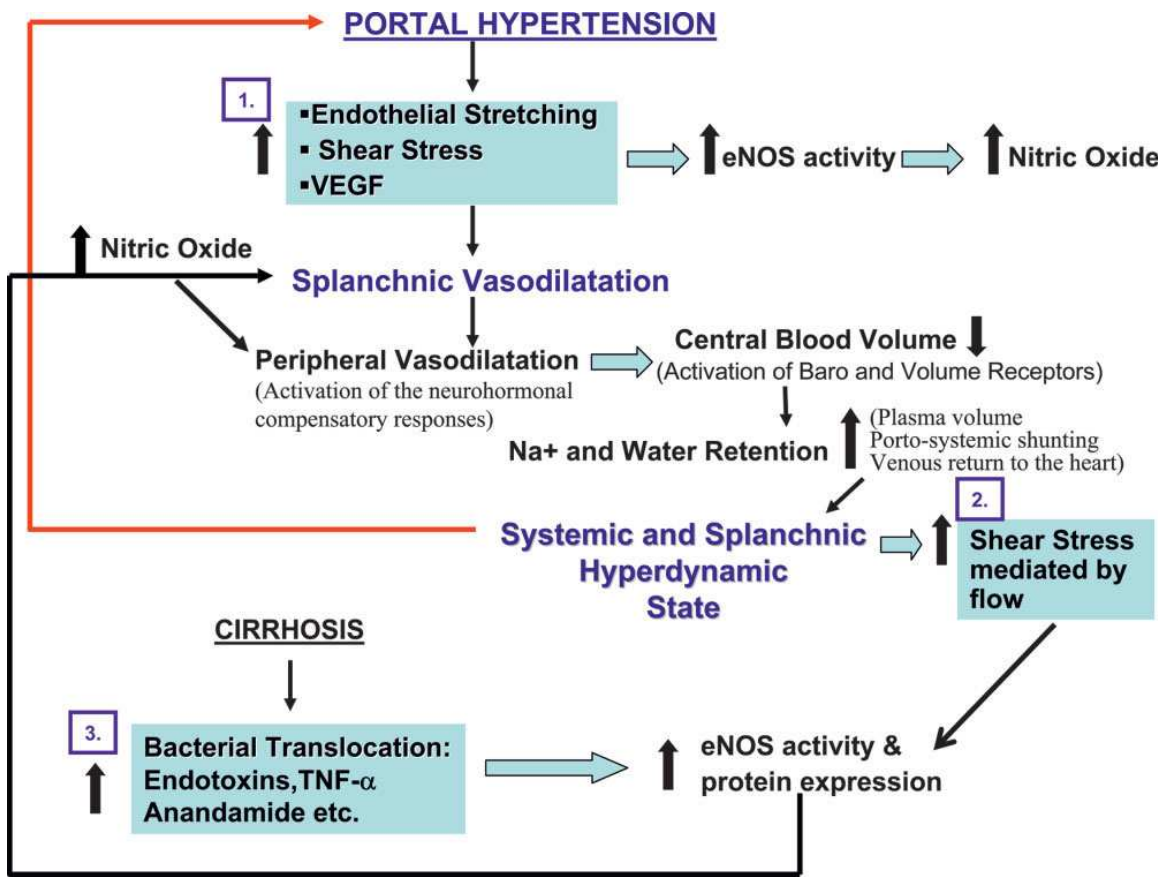 PORTAL HYPERTENSION
1.
▪Endothelial Stretching
▪ Shear Stress
▪VEGF
eNOS activity
Nitric Oxide
Nitric Oxide
Splanchnic Vasodilatation
Peripheral Vasodilatation
(Activation of the neurohormonal
compensatory responses)
Central Blood Volume
(Activation of Baro and Volume Receptors)
Na+ and Water Retention
(Plasma volume
Porto-systemic shunting
Venous return to the heart)
2.
Systemic and Splanchnic
Hyperdynamic
State
Shear Stress
mediated by
flow
CIRRHOSIS
3.
Bacterial Translocation:
Endotoxins,TNF-α
Anandamide etc.
eNOS activity &
protein expression